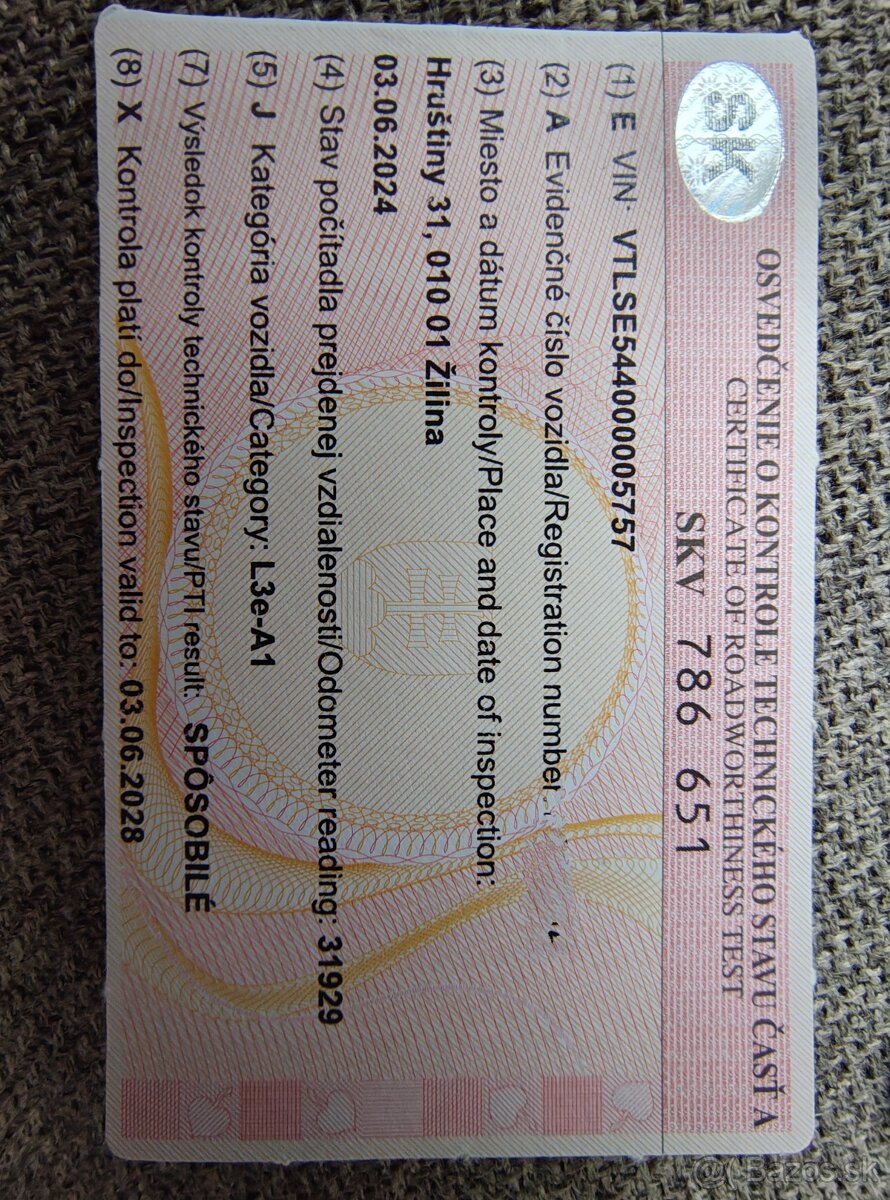 SK
OSVEDČENIE O KONTROLE TECHNICKÉHO STAVU ČASŤ A
CERTIFICATE OF ROADWORTHINESS TEST
SKV 786 651
(1) E VIN: VTLSE544000005757
(2) A Evidenčné číslo vozidla/Registration number:
(3) Miesto a dátum kontroly/Place and date of inspection:
Hruštiny 31, 010 01 Žilina
03.06.2024
(4) Stav počítadla prejdenej vzdialenosti/Odometer reading: 31929
(5) J Kategória vozidla/Category: L3e-A1
(7) Výsledok kontroly technického stavu/PTI result: SPÔSOBILÉ
(8) X Kontrola platí do/Inspection valid to: 03.06.2028
Bazos.sk